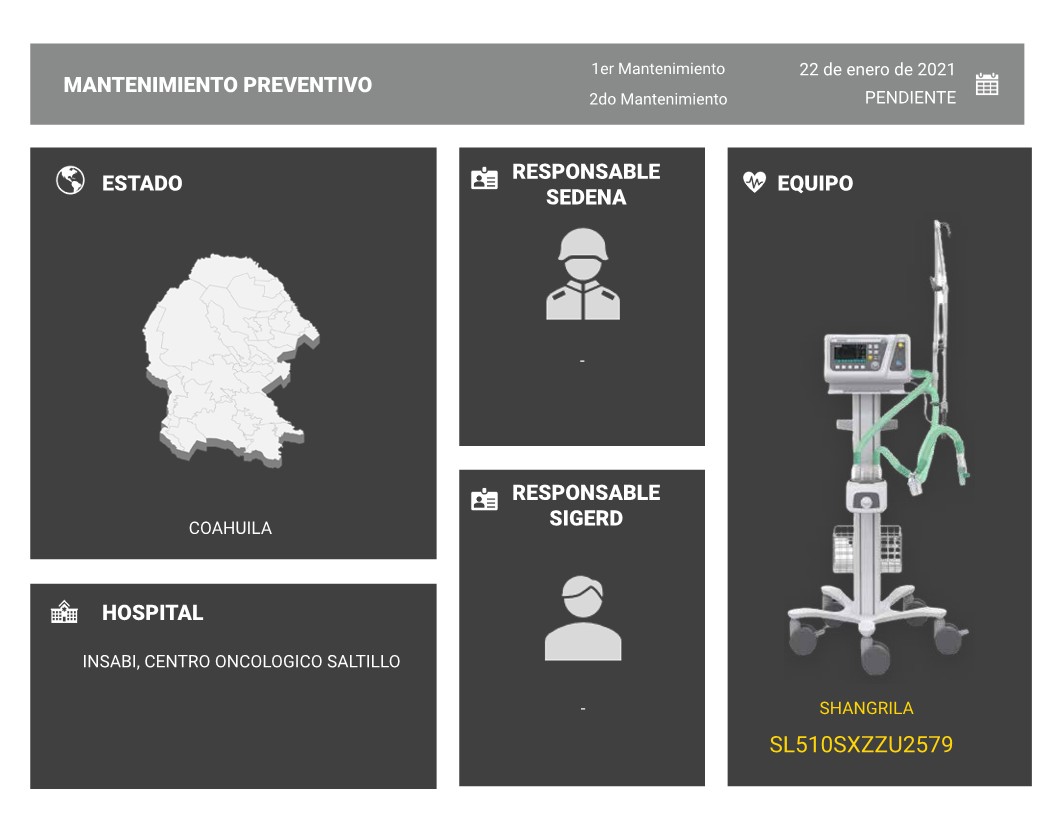 MANTENIMIENTO PREVENTIVO
1er Mantenimiento
22 de enero de 2021
2do Mantenimiento
PENDIENTE
ESTADO
COAHUILA
HOSPITAL
INSABI, CENTRO ONCOLOGICO SALTILLO
RESPONSABLE
SEDENA
-
RESPONSABLE
SIGERD
-
EQUIPO
SHANGRILA
SL510SXZZU2579